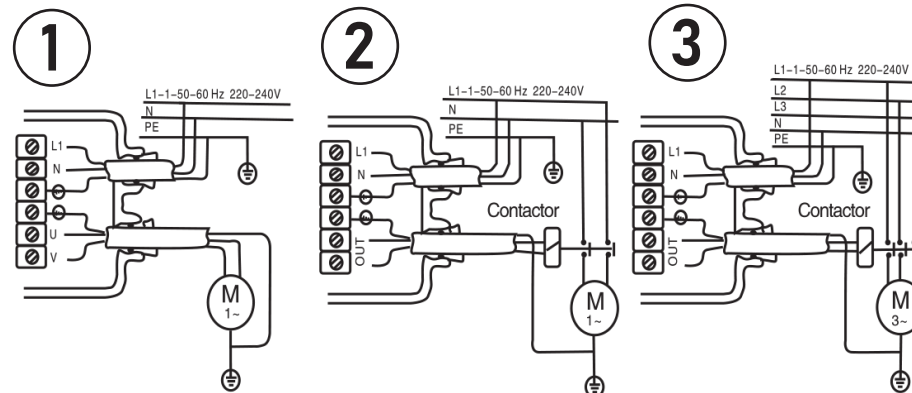 1
L1-1-50-60 Hz 220-240V
N
PE
L1
N
U
V
M
1~
2
L1-1-50-60 Hz 220-240V
N
PE
L1
N
OUT
Contactor
M
1~
3
L1-1-50-60 Hz 220-240V
L2
L3
N
PE
L1
N
OUT
Contactor
M
3~